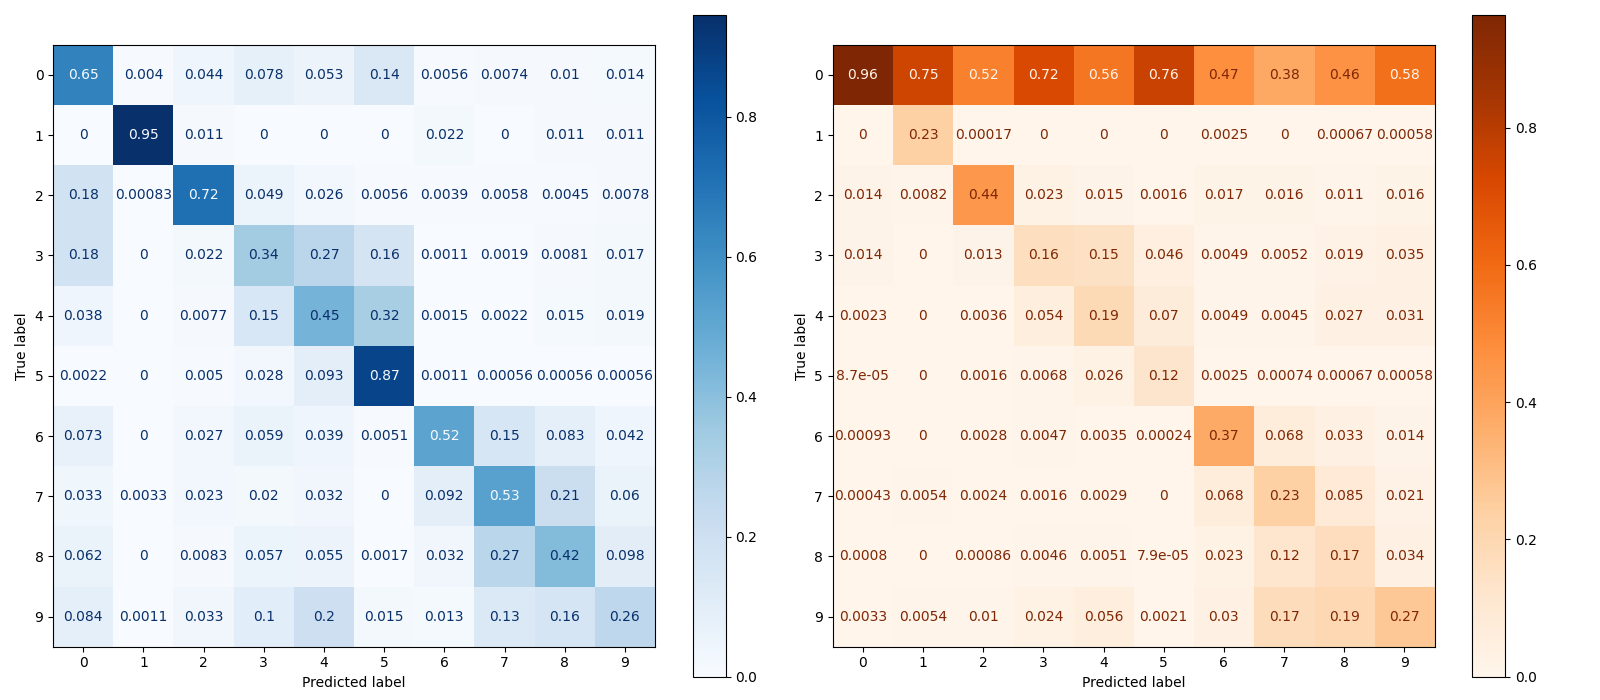 0 0.65 0.004 0.044 0.078 0.053 0.14 0.0056 0.0074 0.01 0.014
1 0 0.95 0.011 0 0 0 0.022 0 0.011 0.011
2 0.18 0.00083 0.72 0.049 0.026 0.0056 0.0039 0.0058 0.0045 0.0078
3 0.18 0 0.022 0.34 0.27 0.16 0.0011 0.0019 0.0081 0.017
4 0.038 0 0.0077 0.15 0.45 0.32 0.0015 0.0022 0.015 0.019
5 0.0022 0 0.005 0.028 0.093 0.87 0.0011 0.00056 0.00056 0.00056
6 0.073 0 0.027 0.059 0.039 0.0051 0.52 0.15 0.083 0.042
7 0.033 0.0033 0.023 0.02 0.032 0 0.092 0.53 0.21 0.06
8 0.062 0 0.0083 0.057 0.055 0.0017 0.032 0.27 0.42 0.098
9 0.084 0.0011 0.033 0.1 0.2 0.015 0.013 0.13 0.16 0.26
0 1 2 3 4 5 6 7 8 9
Predicted label
True label
0.8
0.6
0.4
0.2
0.0
0 0.96 0.75 0.52 0.72 0.56 0.76 0.47 0.38 0.46 0.58
1 0 0.23 0.00017 0 0 0 0.0025 0 0.00067 0.00058
2 0.014 0.0082 0.44 0.023 0.015 0.0016 0.017 0.016 0.011 0.016
3 0.014 0 0.013 0.16 0.15 0.046 0.0049 0.0052 0.019 0.035
4 0.0023 0 0.0036 0.054 0.19 0.07 0.0049 0.0045 0.027 0.031
5 8.7e-05 0 0.0016 0.0068 0.026 0.12 0.0025 0.00074 0.00067 0.00058
6 0.00093 0 0.0028 0.0047 0.0035 0.00024 0.37 0.068 0.033 0.014
7 0.00043 0.0054 0.0024 0.0016 0.0029 0 0.068 0.23 0.085 0.021
8 0.0008 0 0.00086 0.0046 0.0051 7.9e-05 0.023 0.12 0.17 0.034
9 0.0033 0.0054 0.01 0.024 0.056 0.0021 0.03 0.17 0.19 0.27
0 1 2 3 4 5 6 7 8 9
Predicted label
True label
0.8
0.6
0.4
0.2
0.0